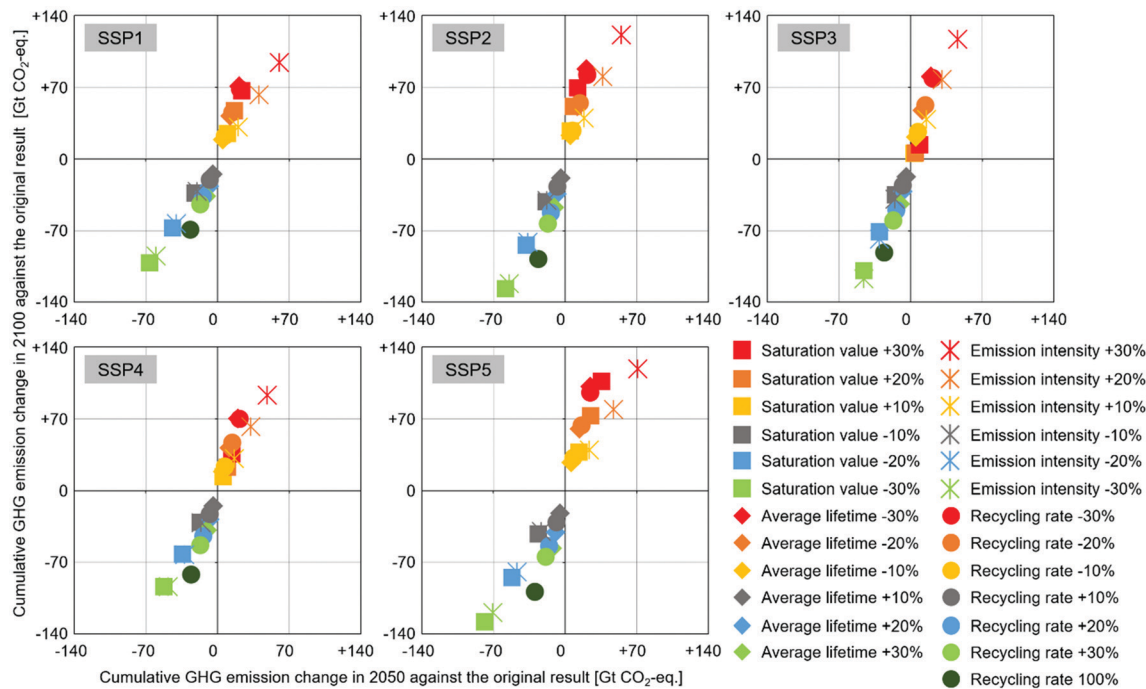 Cumulative GHG emission change in 2100 against the original result [Gt CO₂-eq.]
SSP1
+140
+70
0
-70
-140
-140 -70 0 +70 +140
SSP2
+140
+70
0
-70
-140
-140 -70 0 +70 +140
SSP3
+140
+70
0
-70
-140
-140 -70 0 +70 +140
SSP4
+140
+70
0
-70
-140
-140 -70 0 +70 +140
SSP5
+140
+70
0
-70
-140
-140 -70 0 +70 +140
Cumulative GHG emission change in 2050 against the original result [Gt CO₂-eq.]
Saturation value +30%
Saturation value +20%
Saturation value +10%
Saturation value -10%
Saturation value -20%
Saturation value -30%
Average lifetime -30%
Average lifetime -20%
Average lifetime -10%
Average lifetime +10%
Average lifetime +20%
Average lifetime +30%
Emission intensity +30%
Emission intensity +20%
Emission intensity +10%
Emission intensity -10%
Emission intensity -20%
Emission intensity -30%
Recycling rate -30%
Recycling rate -20%
Recycling rate -10%
Recycling rate +10%
Recycling rate +20%
Recycling rate +30%
Recycling rate 100%